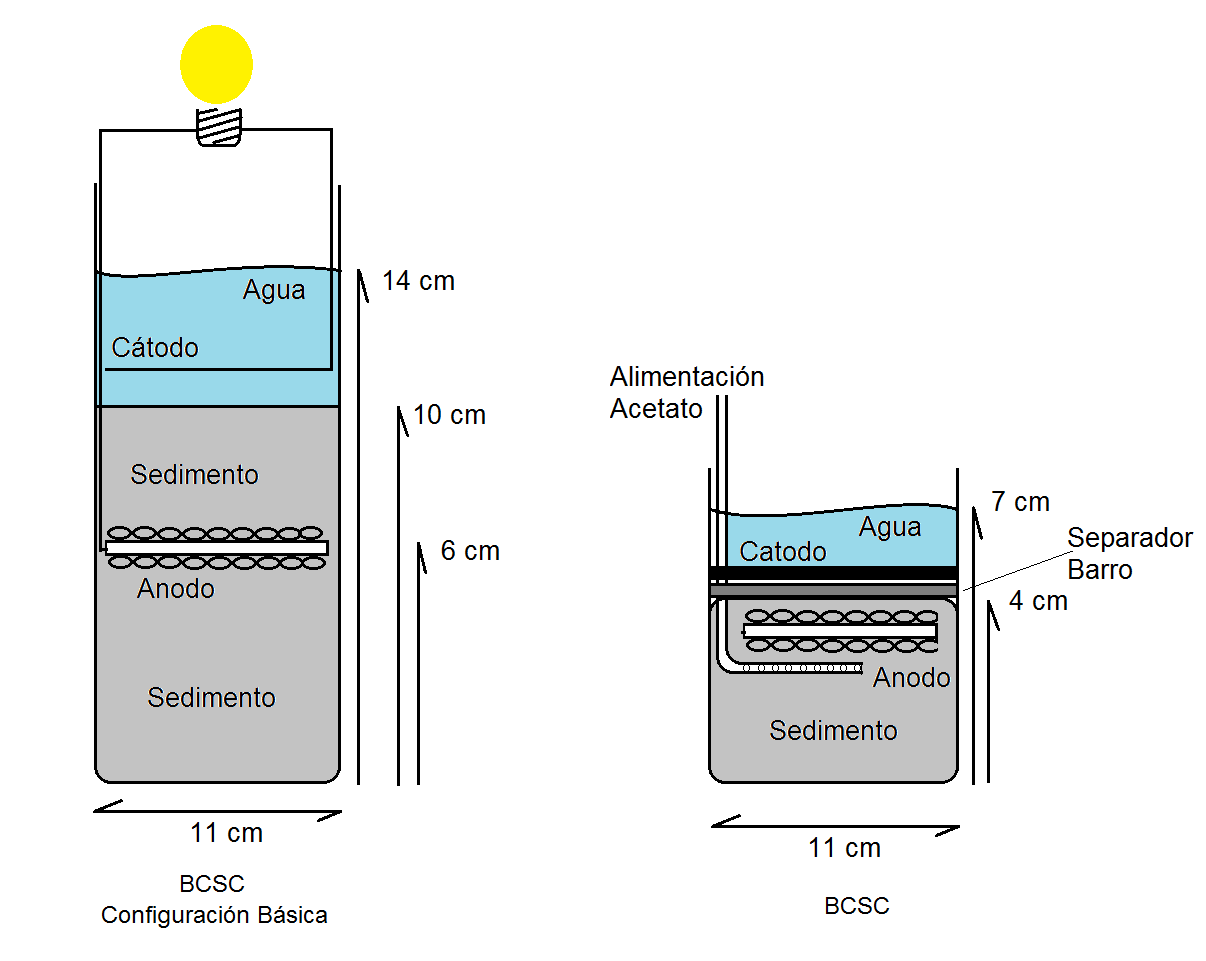 Agua
14 cm
Cátodo
10 cm
Sedimento
6 cm
Anodo
Sedimento
11 cm
BCSC
Configuración Básica
Alimentación
Acetato
7 cm
Agua
Catodo
Separador
Barro
4 cm
Anodo
Sedimento
11 cm
BCSC